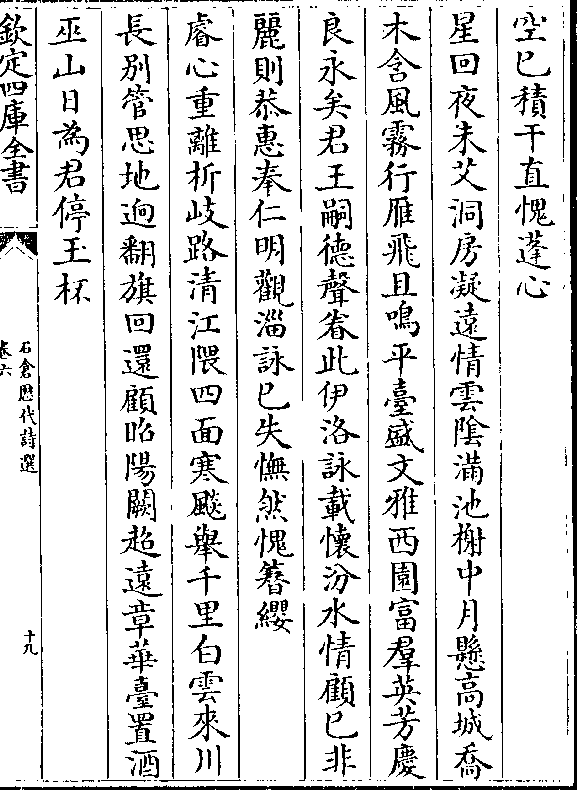 空已積干直愧蓬心
星回夜未艾洞房凝遠情雲陰滿池榭中月懸高城喬
木含風霧行雁飛且鳴平臺盛文雅西園富羣英芳慶
良永矣君王嗣德聲眷此伊洛詠載懷汾水情顧已非
麗則恭惠奉仁明觀淄詠已失憮然愧簪纓
睿心重離析岐路清江隈四面寒飈舉千里白雲來川
長別管思地逈翻旗回還顧昭陽闕超遠章華臺置酒
巫山日為君停玉杯
欽定四庫全書
石倉歷代詩選
卷六
十九